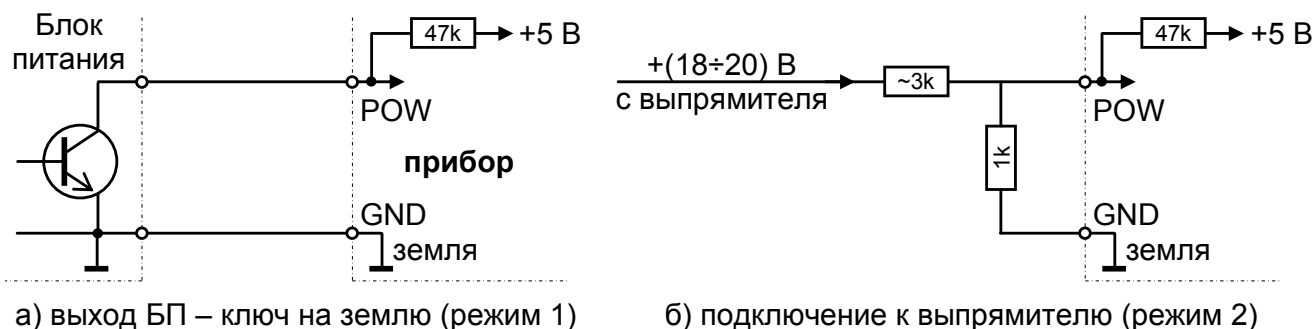 Блок
питания
47k
+5 В
POW
прибор
GND
земля
а) выход БП – ключ на землю (режим 1)
+(18÷20) В
с выпрямителя
~3k
1k
47k
+5 В
POW
GND
земля
б) подключение к выпрямителю (режим 2)